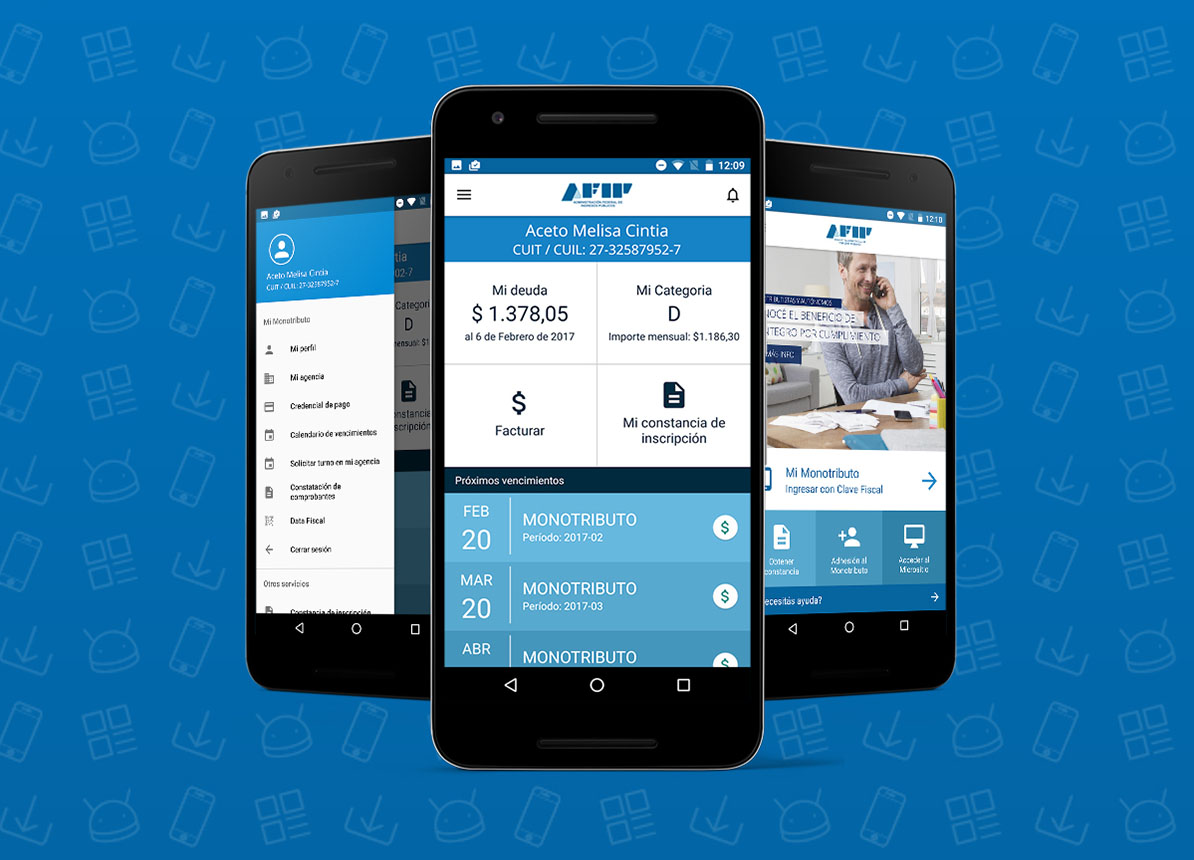 Aceto Melisa Cintia
CUIT / CUIL: 27-32587952-7
Mi Monotributo
Mi perfil
Mi agencia
Credencial de pago
Calendario de vencimientos
Solicitar turno en mi agencia
Constatación de
comprobantes
Data Fiscal
Cerrar sesión
Otros servicios
Constancia de inscripción
Categori
D
12:09
AFIP
ADMINISTRACIÓN FEDERAL DE
INGRESOS PÚBLICOS
Aceto Melisa Cintia
CUIT / CUIL: 27-32587952-7
Mi deuda
$ 1.378,05
al 6 de Febrero de 2017
Mi Categoria
D
Importe mensual: $1.186,30
$
Facturar
Mi constancia de
inscripción
Próximos vencimientos
FEB
20
MONOTRIBUTO
Período: 2017-02
$
MAR
20
MONOTRIBUTO
Período: 2017-03
$
ABR
MONOTRIBUTO
12:10
AFIP
TRIBUTISTAS Y AUTÓNOMOS
NOCÉ EL BENEFICIO DE
NTEGRO POR CUMPLIMIENTO
MÁS INFO
Mi Monotributo
Ingresar con Clave Fiscal
Obtener
constancia
Adhesión al
Monotributo
Acceder al
Micrositio
ecesitás ayuda?